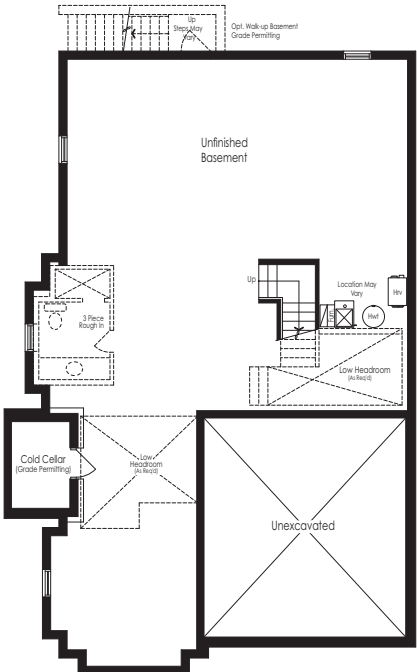 Up
Steps May
Vary
Opt. Walk-up Basement
Grade Permitting
Unfinished
Basement
Up
Location May
Vary
Hrv
Furn.
Hwt
3 Piece
Rough In
Low Headroom
(As Req'd)
Cold Cellar
(Grade Permitting)
Low
Headroom
(As Req'd)
Unexcavated